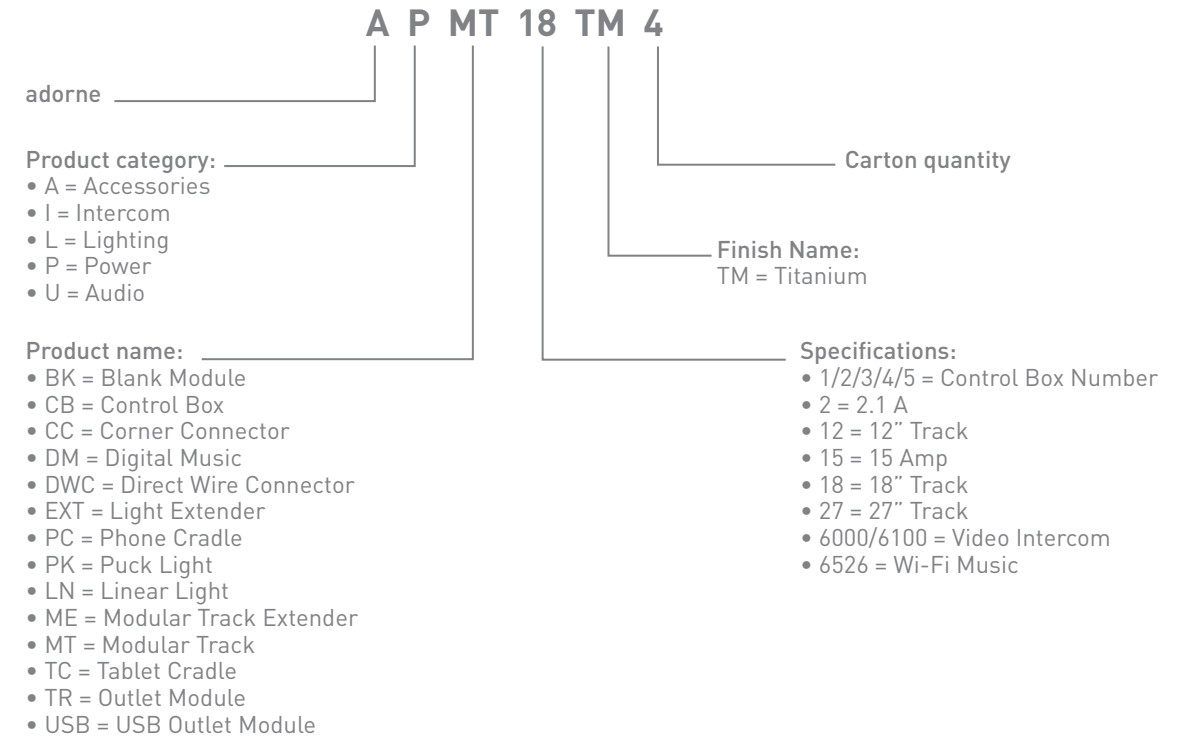 A P MT 18 TM 4
adorne
Product category:
• A = Accessories
• I = Intercom
• L = Lighting
• P = Power
• U = Audio
Carton quantity
Finish Name:
TM = Titanium
Product name:
• BK = Blank Module
• CB = Control Box
• CC = Corner Connector
• DM = Digital Music
• DWC = Direct Wire Connector
• EXT = Light Extender
• PC = Phone Cradle
• PK = Puck Light
• LN = Linear Light
• ME = Modular Track Extender
• MT = Modular Track
• TC = Tablet Cradle
• TR = Outlet Module
• USB = USB Outlet Module
Specifications:
• 1/2/3/4/5 = Control Box Number
• 2 = 2.1 A
• 12 = 12” Track
• 15 = 15 Amp
• 18 = 18” Track
• 27 = 27” Track
• 6000/6100 = Video Intercom
• 6526 = Wi-Fi Music